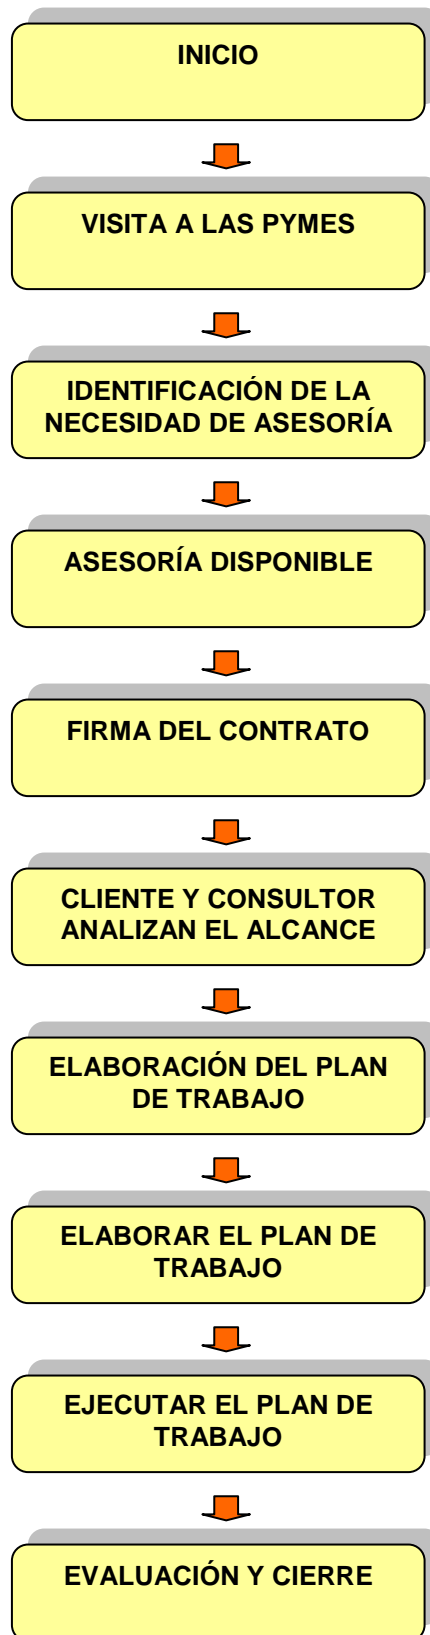 INICIO
VISITA A LAS PYMES
IDENTIFICACIÓN DE LA
NECESIDAD DE ASESORÍA
ASESORÍA DISPONIBLE
FIRMA DEL CONTRATO
CLIENTE Y CONSULTOR
ANALIZAN EL ALCANCE
ELABORACIÓN DEL PLAN
DE TRABAJO
ELABORAR EL PLAN DE
TRABAJO
EJECUTAR EL PLAN DE
TRABAJO
EVALUACIÓN Y CIERRE